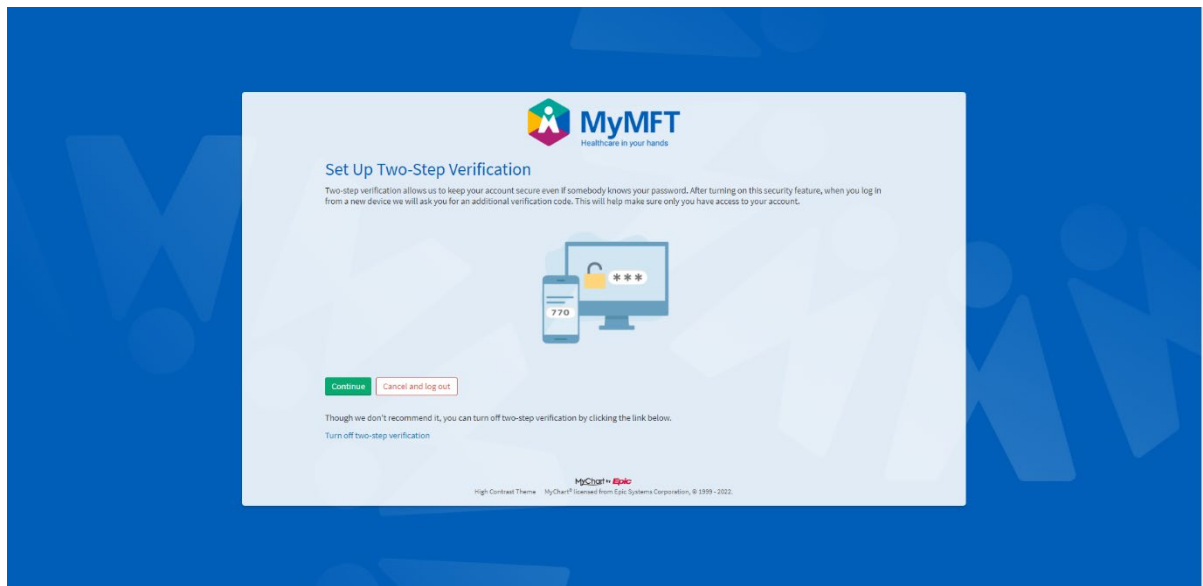 MyMFT
Healthcare in your hands
Set Up Two-Step Verification
Two-step verification allows us to keep your account secure even if somebody knows your password. After turning on this security feature, when you log in
from a new device we will ask you for an additional verification code. This will help make sure only you have access to your account.
***
770
Continue Cancel and log out
Though we don't recommend it, you can turn off two-step verification by clicking the link below.
Turn off two-step verification
MyChart by Epic
High Contrast Theme MyChart® licensed from Epic Systems Corporation, © 1999 - 2022.